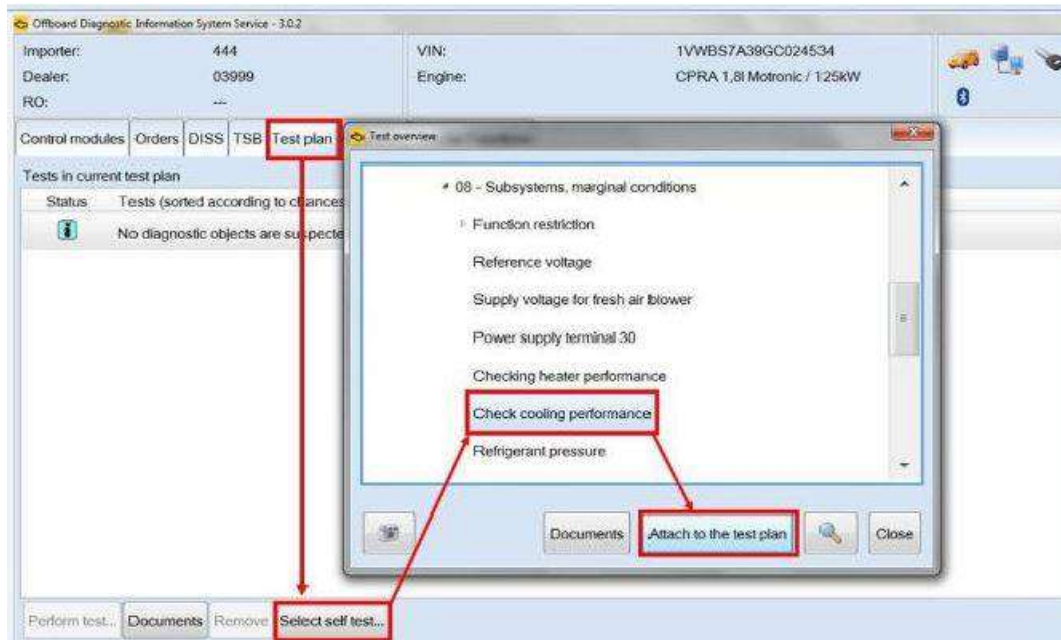 Offboard Diagnostic Information System Service - 3.0.2
Importer: 444 VIN: 1VWBS7A39GC024534
Dealer: 03999 Engine: CPRA 1,8l Motronic / 125kW
RO: ---
Control modules Orders DISS TSB Test plan
Test overview
Tests in current test plan
Status Tests (sorted according to chances
No diagnostic objects are suspecte
08 - Subsystems, marginal conditions
Function restriction
Reference voltage
Supply voltage for fresh air blower
Power supply terminal 30
Checking heater performance
Check cooling performance
Refrigerant pressure
Documents Attach to the test plan Close
Perform test... Documents Remove Select self test...